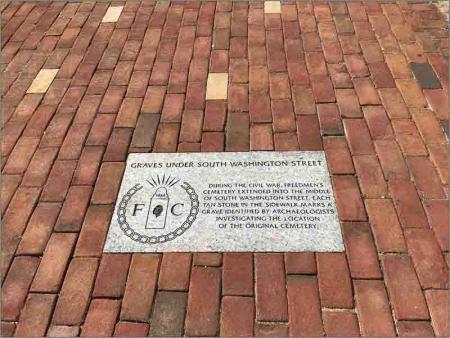 GRAVES UNDER SOUTH WASHINGTON STREET
DURING THE CIVIL WAR, FREEDMEN'S
CEMETERY EXTENDED INTO THE MIDDLE
OF SOUTH WASHINGTON STREET. EACH
TAN STONE IN THE SIDEWALK MARKS A
GRAVE IDENTIFIED BY ARCHAEOLOGISTS
INVESTIGATING THE LOCATION
OF THE ORIGINAL CEMETERY.
F C